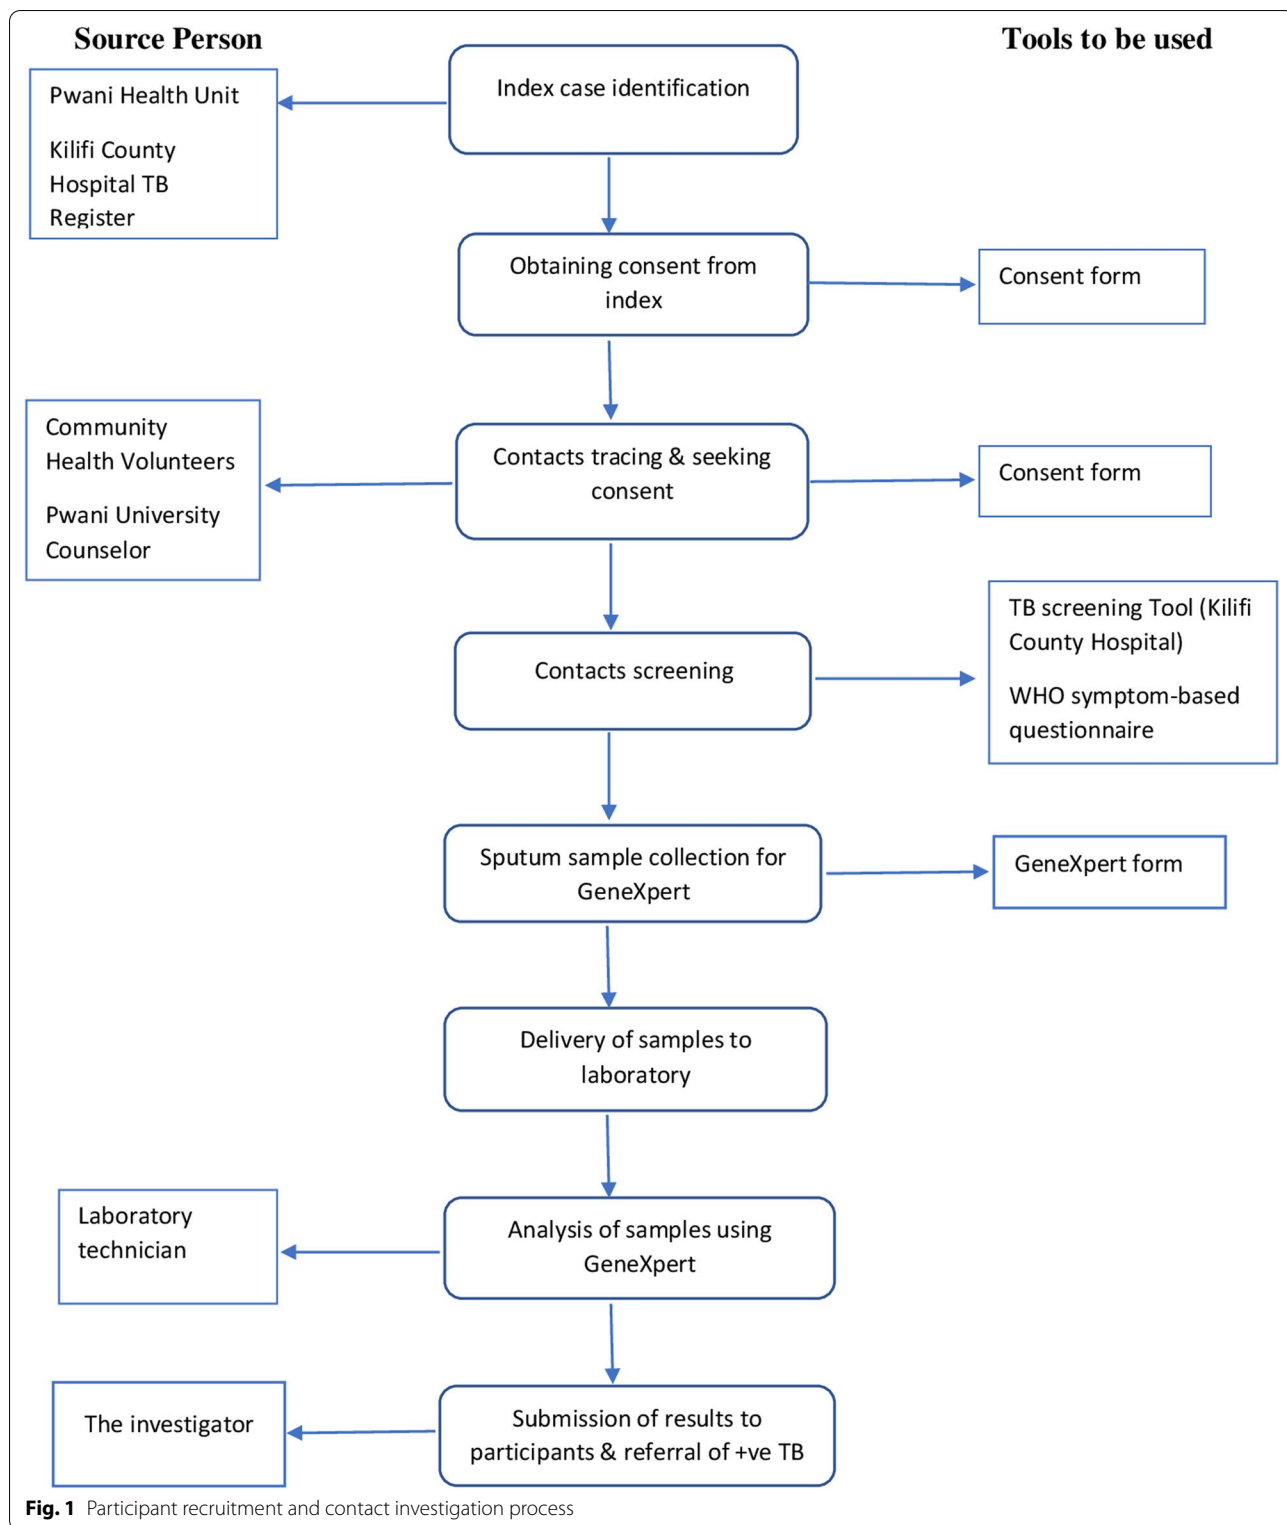 Source Person
Tools to be used
Index case identification
Pwani Health Unit
Kilifi County
Hospital TB
Register
Obtaining consent from
index
Consent form
Community
Health Volunteers
Pwani University
Counselor
Contacts tracing & seeking
consent
Consent form
Contacts screening
TB screening Tool (Kilifi
County Hospital)
WHO symptom-based
questionnaire
Sputum sample collection for
GeneXpert
GeneXpert form
Delivery of samples to
laboratory
Laboratory
technician
Analysis of samples using
GeneXpert
The investigator
Submission of results to
participants & referral of +ve TB
Fig. 1 Participant recruitment and contact investigation process